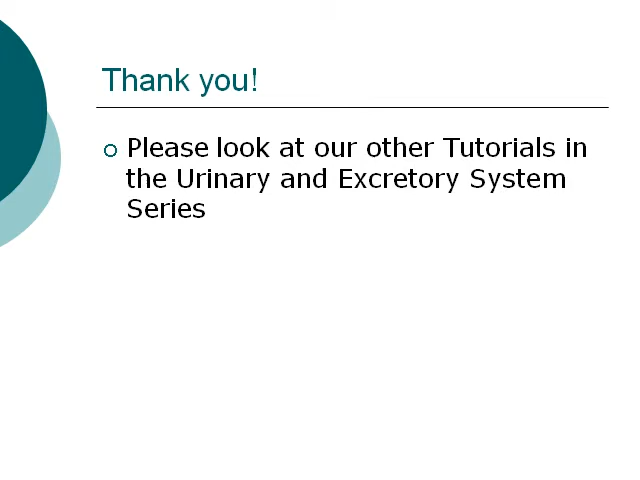 Thank you!
Please look at our other Tutorials in
the Urinary and Excretory System
Series